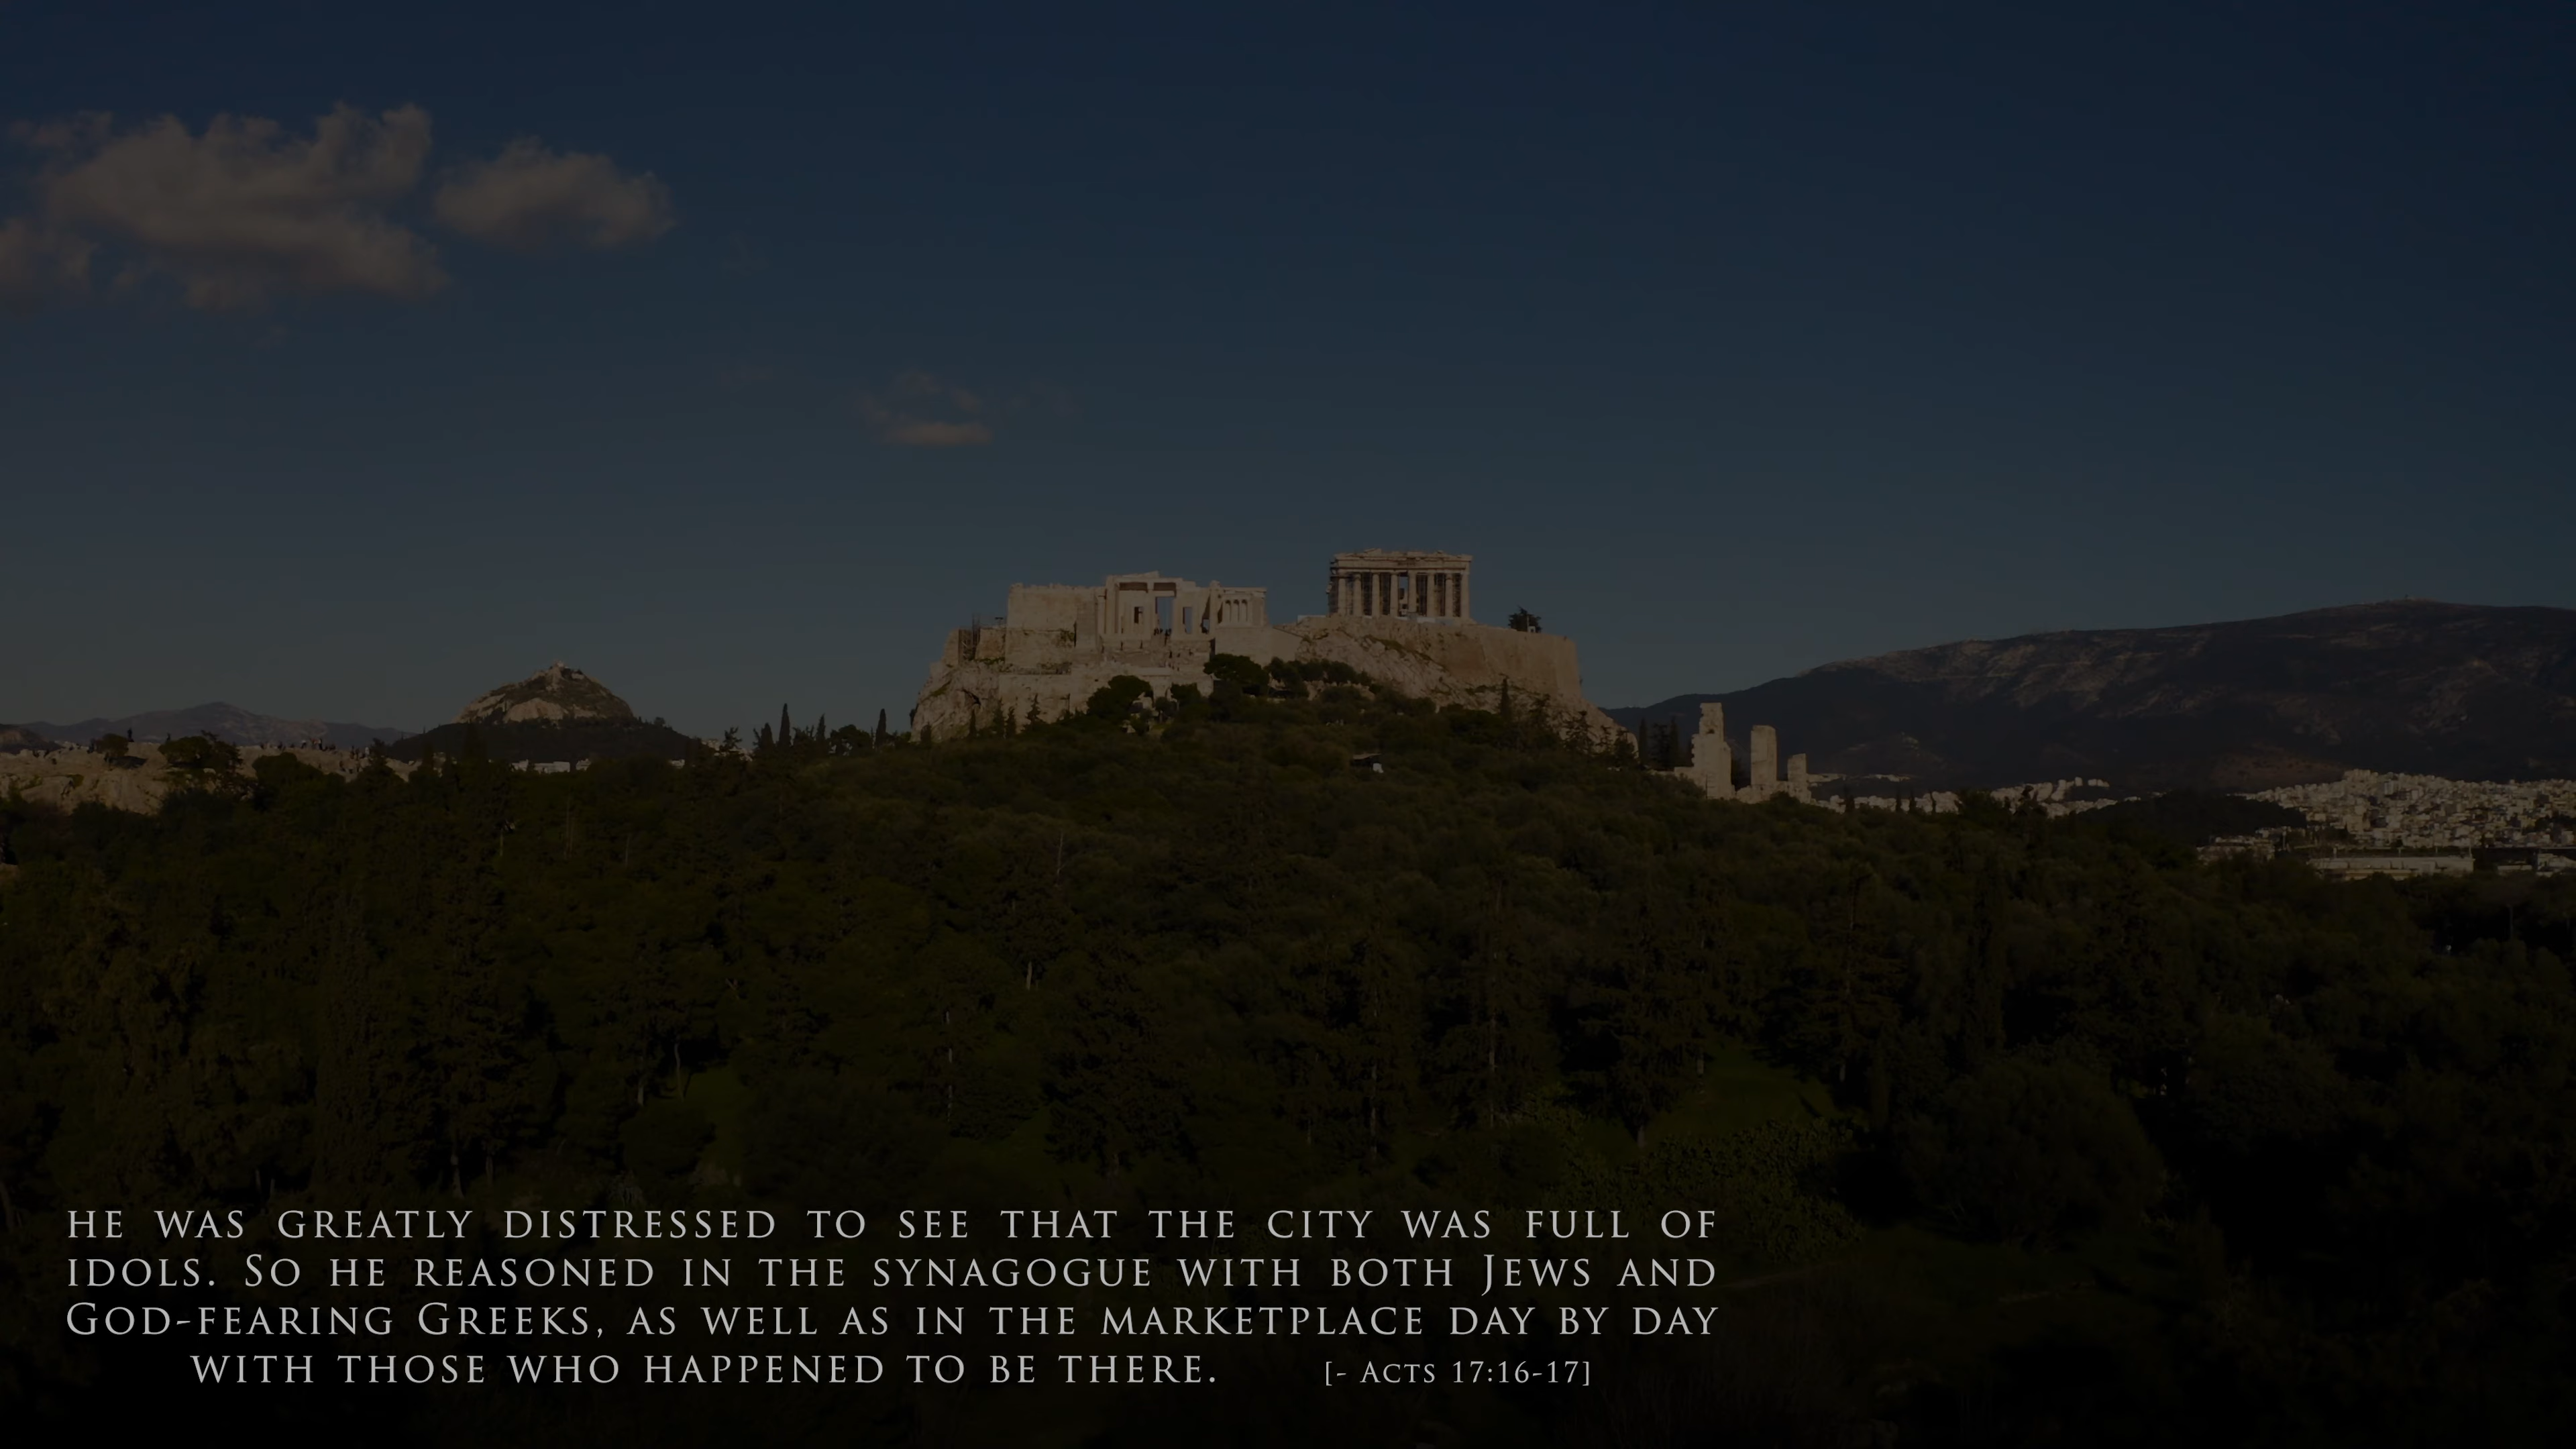 he was greatly distressed to see that the city was full of
idols. So he reasoned in the synagogue with both Jews and
God-fearing Greeks, as well as in the marketplace day by day
with those who happened to be there. [- Acts 17:16-17]